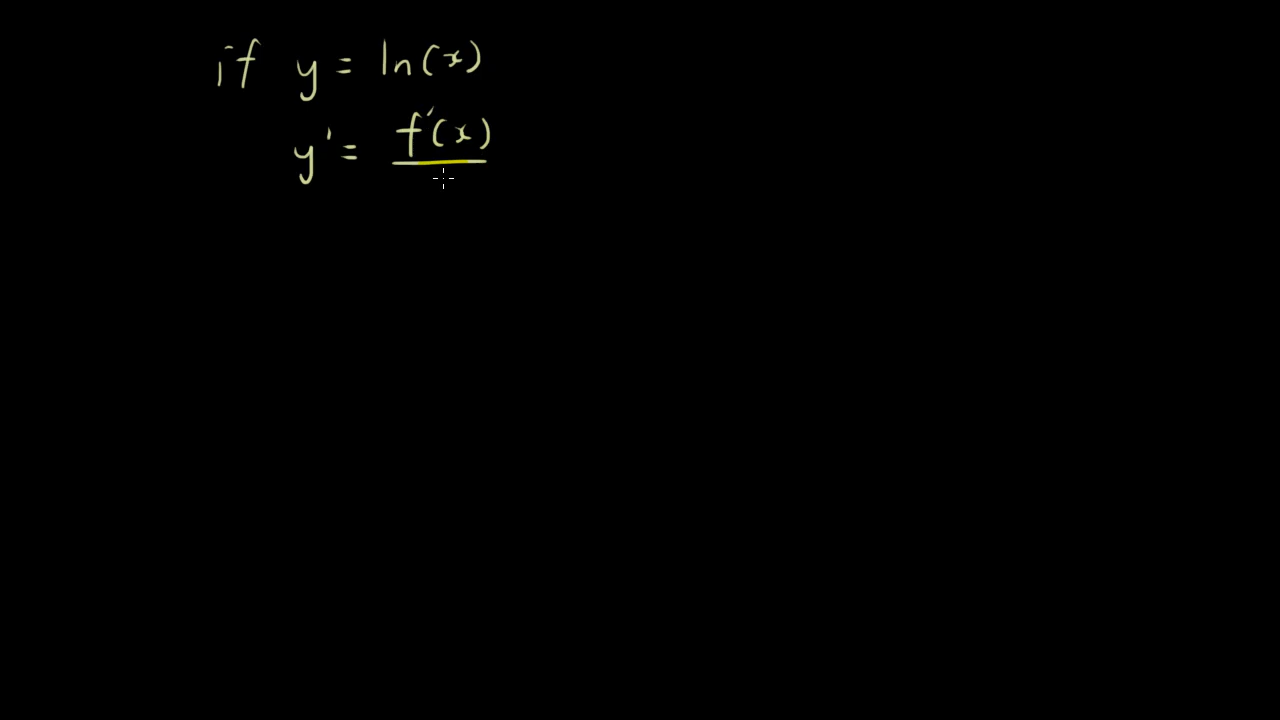 if y = ln(x)
y' = f'(x)